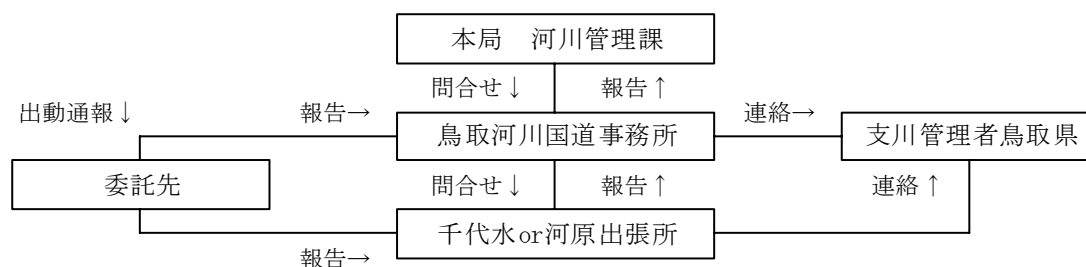 本局　河川管理課
問合せ↓　報告↑
出動通報↓　報告→　連絡→
鳥取河川国道事務所　支川管理者鳥取県
委託先　問合せ↓　報告↑　連絡↑
千代水or河原出張所
報告→